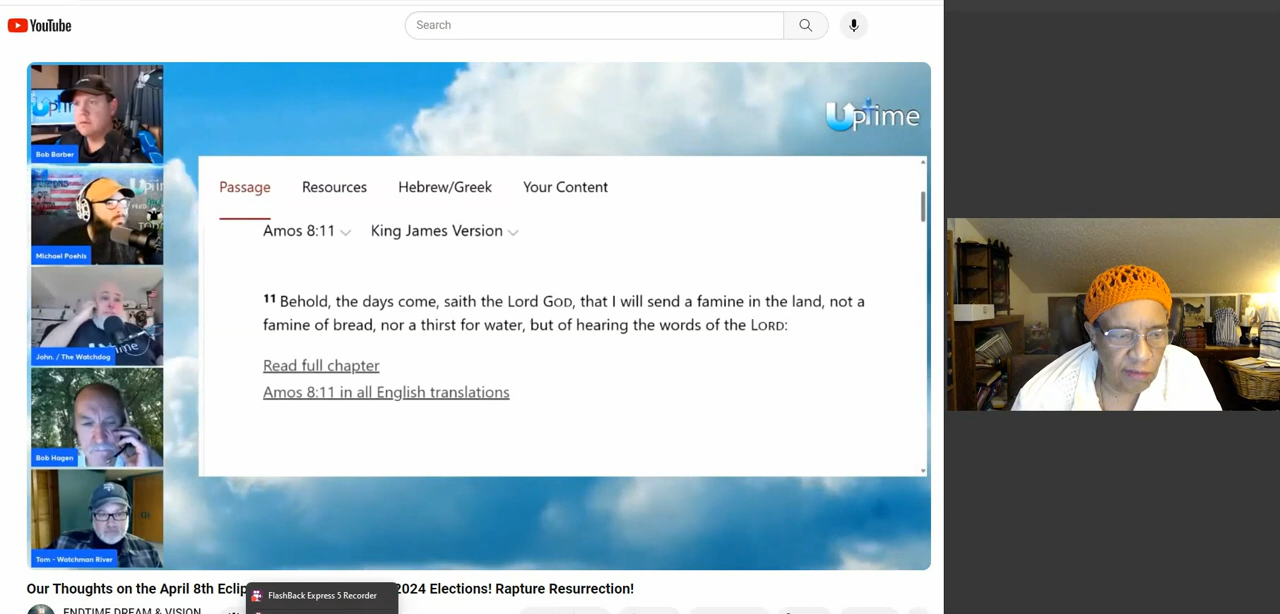 YouTube
Search
Uptime
Bob Barber
Michael Poehls
John. / The Watchdog
Bob Hagen
Tom - Watchman River
Passage Resources Hebrew/Greek Your Content
Amos 8:11 King James Version
11 Behold, the days come, saith the Lord GOD, that I will send a famine in the land, not a
famine of bread, nor a thirst for water, but of hearing the words of the LORD:
Read full chapter
Amos 8:11 in all English translations
Our Thoughts on the April 8th Eclip 2024 Elections! Rapture Resurrection!
FlashBack Express 5 Recorder
ENDTIME DREAM & VISION